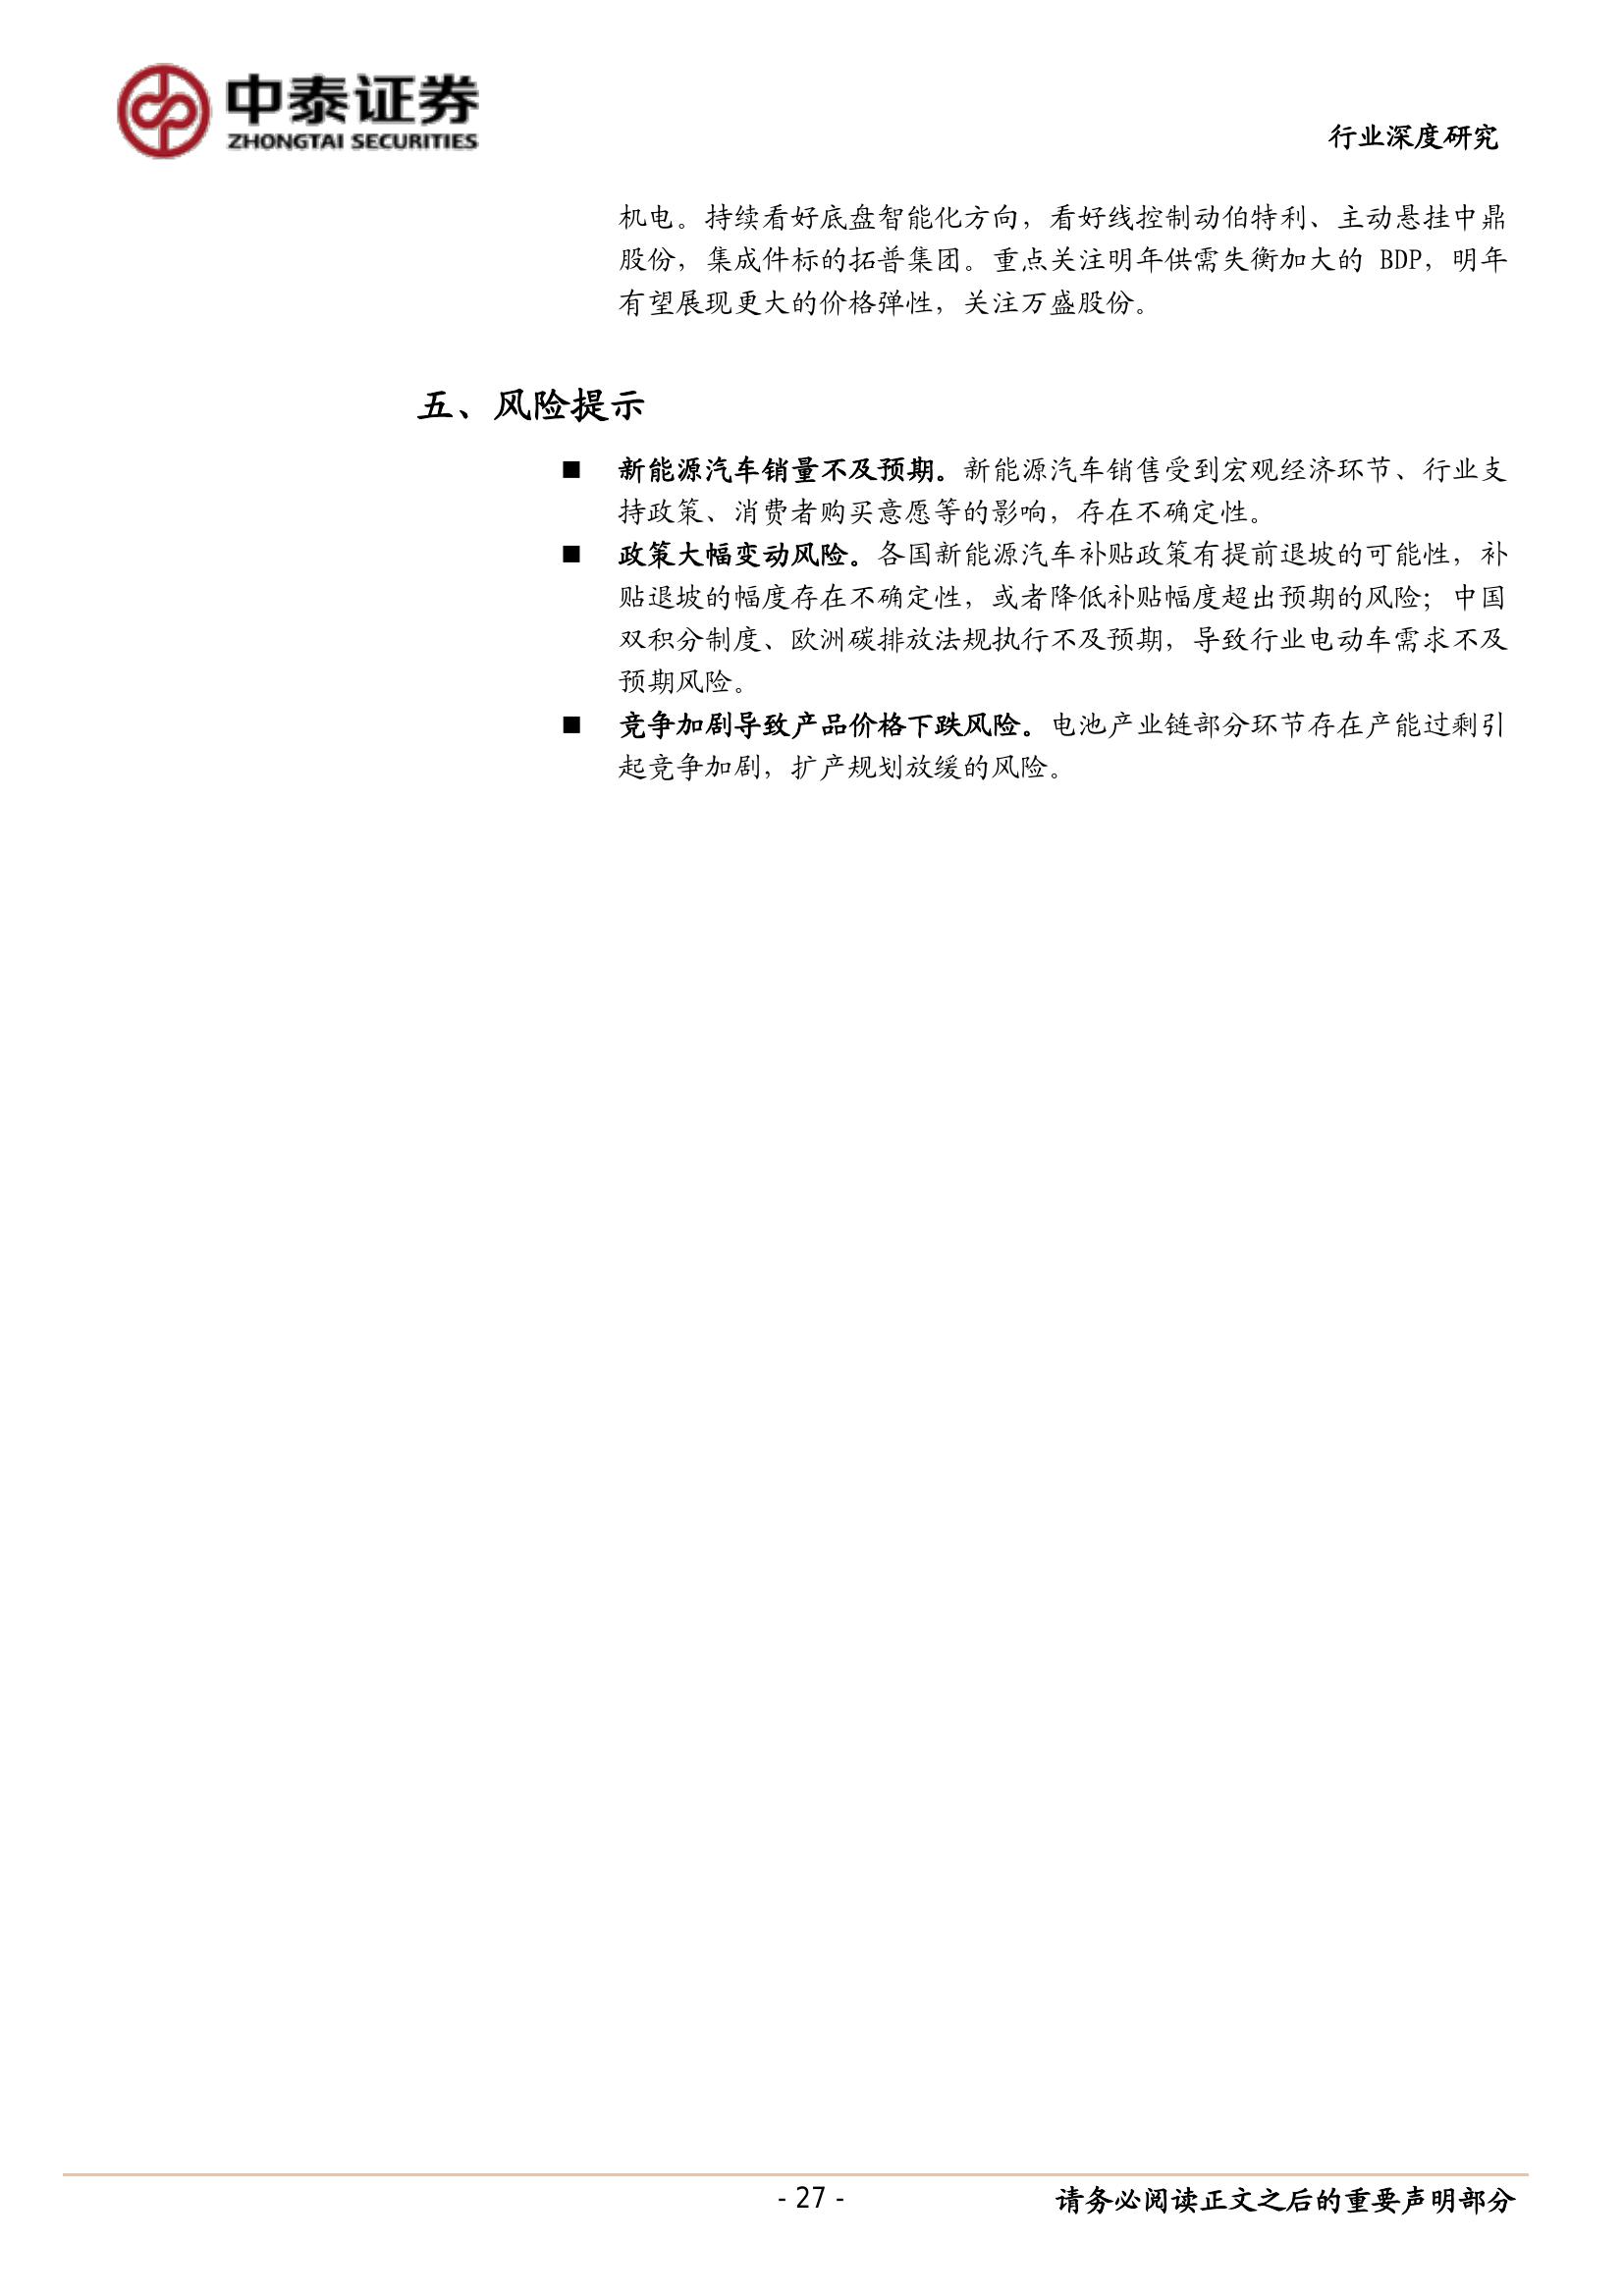 中泰证券
ZHONGTAI SECURITIES
行业深度研究
机电。持续看好底盘智能化方向，看好线控制动伯特利、主动悬挂中鼎
股份，集成件标的拓普集团。重点关注明年供需失衡加大的 BDP，明年
有望展现更大的价格弹性，关注万盛股份。
五、风险提示
■ 新能源汽车销量不及预期。新能源汽车销售受到宏观经济环节、行业支
持政策、消费者购买意愿等的影响，存在不确定性。
■ 政策大幅变动风险。各国新能源汽车补贴政策有提前退坡的可能性，补
贴退坡的幅度存在不确定性，或者降低补贴幅度超出预期的风险；中国
双积分制度、欧洲碳排放法规执行不及预期，导致行业电动车需求不及
预期风险。
■ 竞争加剧导致产品价格下跌风险。电池产业链部分环节存在产能过剩引
起竞争加剧，扩产规划放缓的风险。
- 27 -
请务必阅读正文之后的重要声明部分